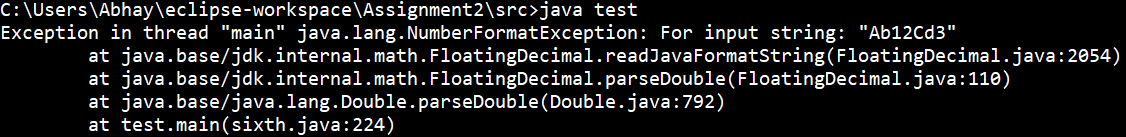 C:\Users\Abhay\eclipse-workspace\Assignment2\src>java test
Exception in thread "main" java.lang.NumberFormatException: For input string: "Ab12Cd3"
        at java.base/jdk.internal.math.FloatingDecimal.readJavaFormatString(FloatingDecimal.java:2054)
        at java.base/jdk.internal.math.FloatingDecimal.parseDouble(FloatingDecimal.java:110)
        at java.base/java.lang.Double.parseDouble(Double.java:792)
        at test.main(sixth.java:224)